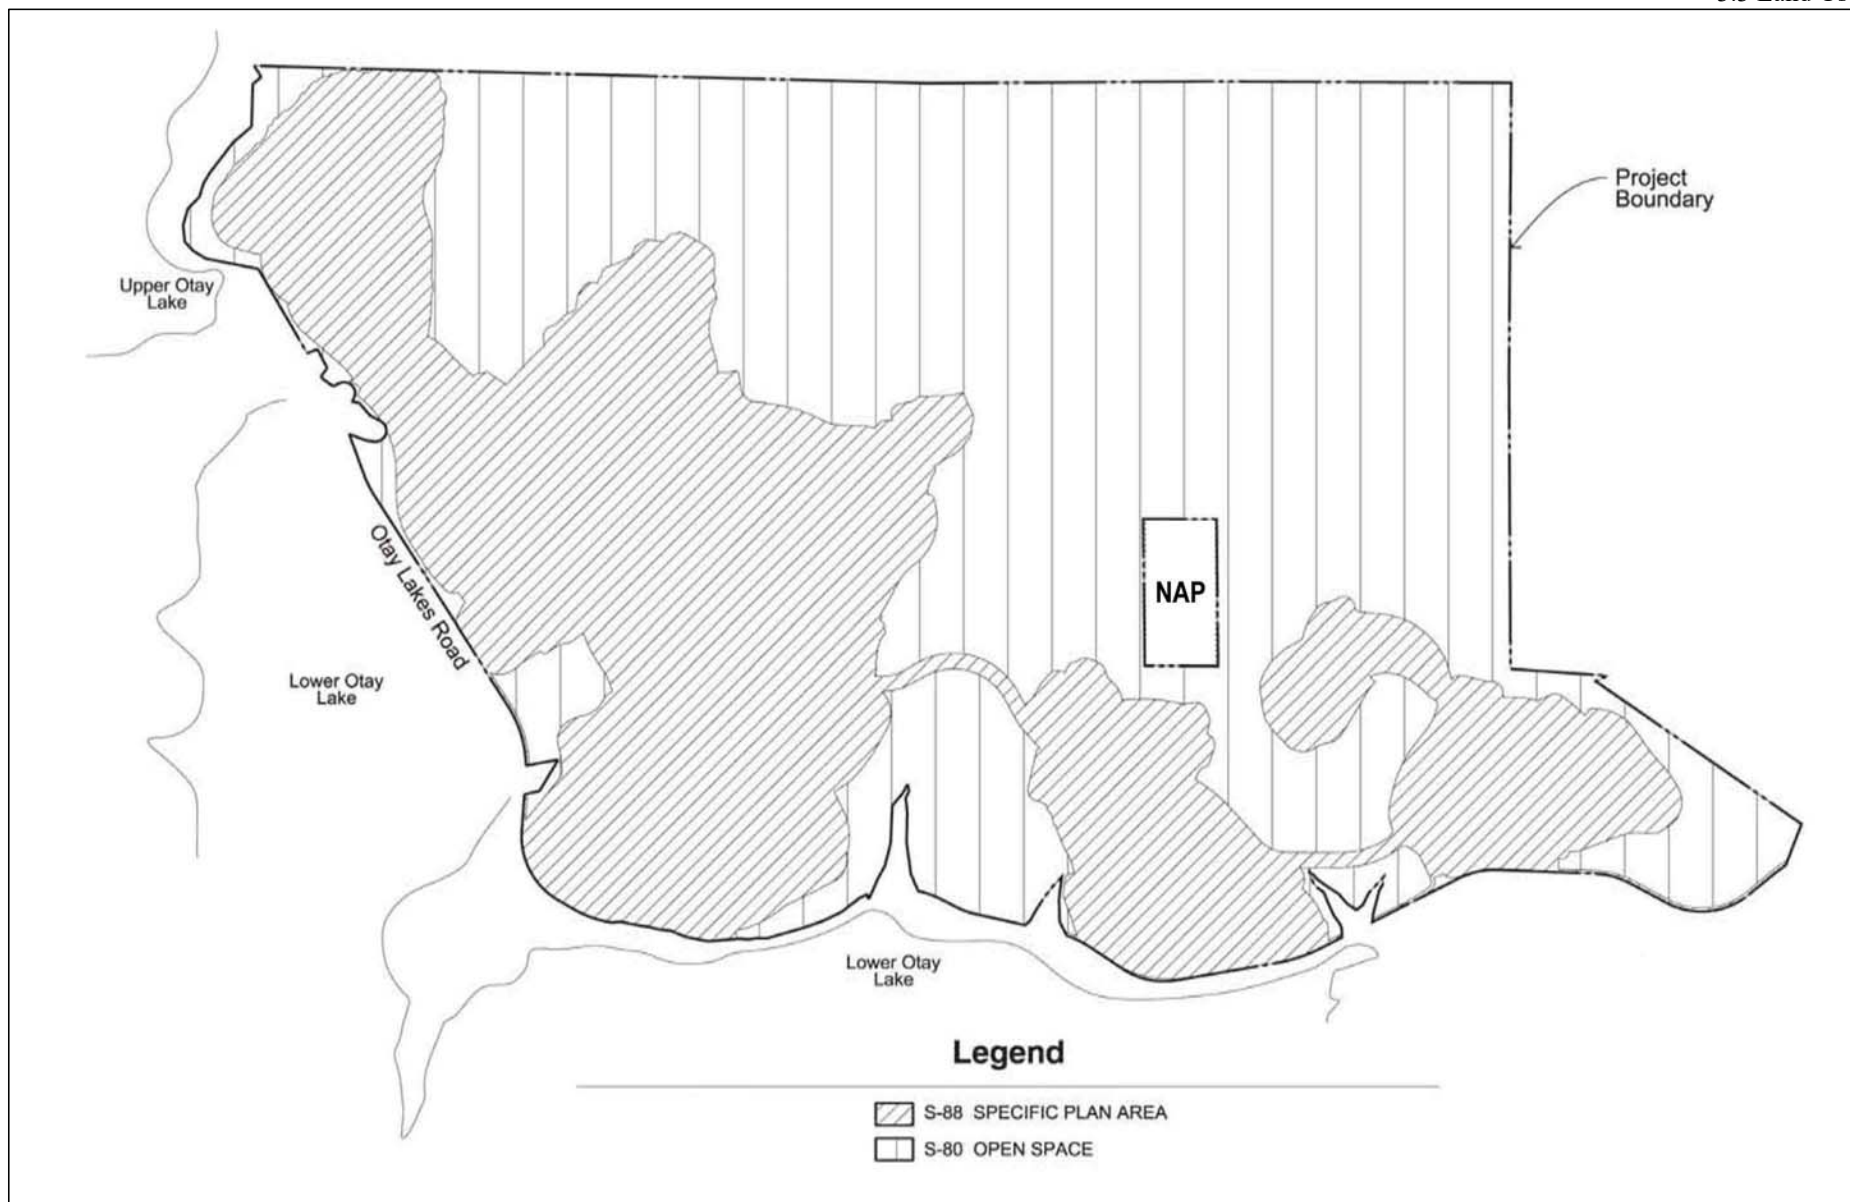 Project
Boundary
Upper Otay
Lake
Otay Lakes Road
NAP
Lower Otay
Lake
Lower Otay
Lake
Legend
S-88 SPECIFIC PLAN AREA
S-80 OPEN SPACE